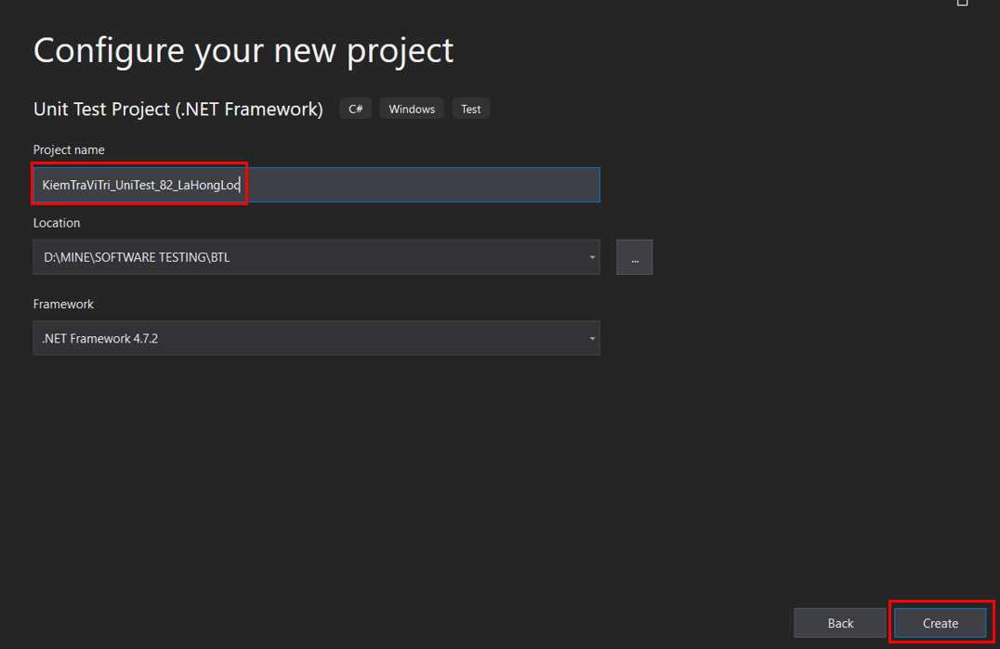 Configure your new project
Unit Test Project (.NET Framework) C# Windows Test
Project name
KiemTraViTri_UniTest_82_LaHongLoc
Location
D:\MINE\SOFTWARE TESTING\BTL
...
Framework
.NET Framework 4.7.2
Back Create